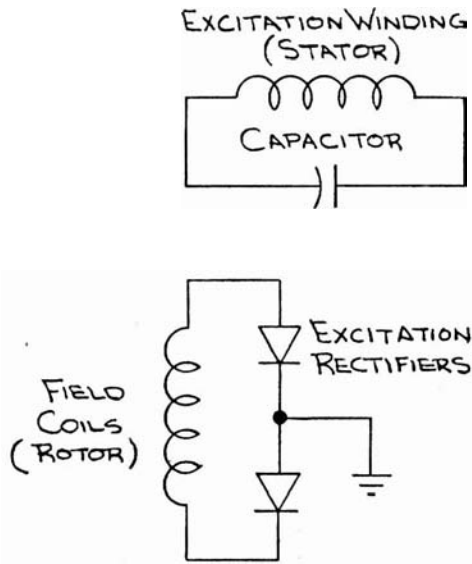 EXCITATION WINDING
(STATOR)
CAPACITOR
EXCITATION
RECTIFIERS
FIELD
COILS
(ROTOR)